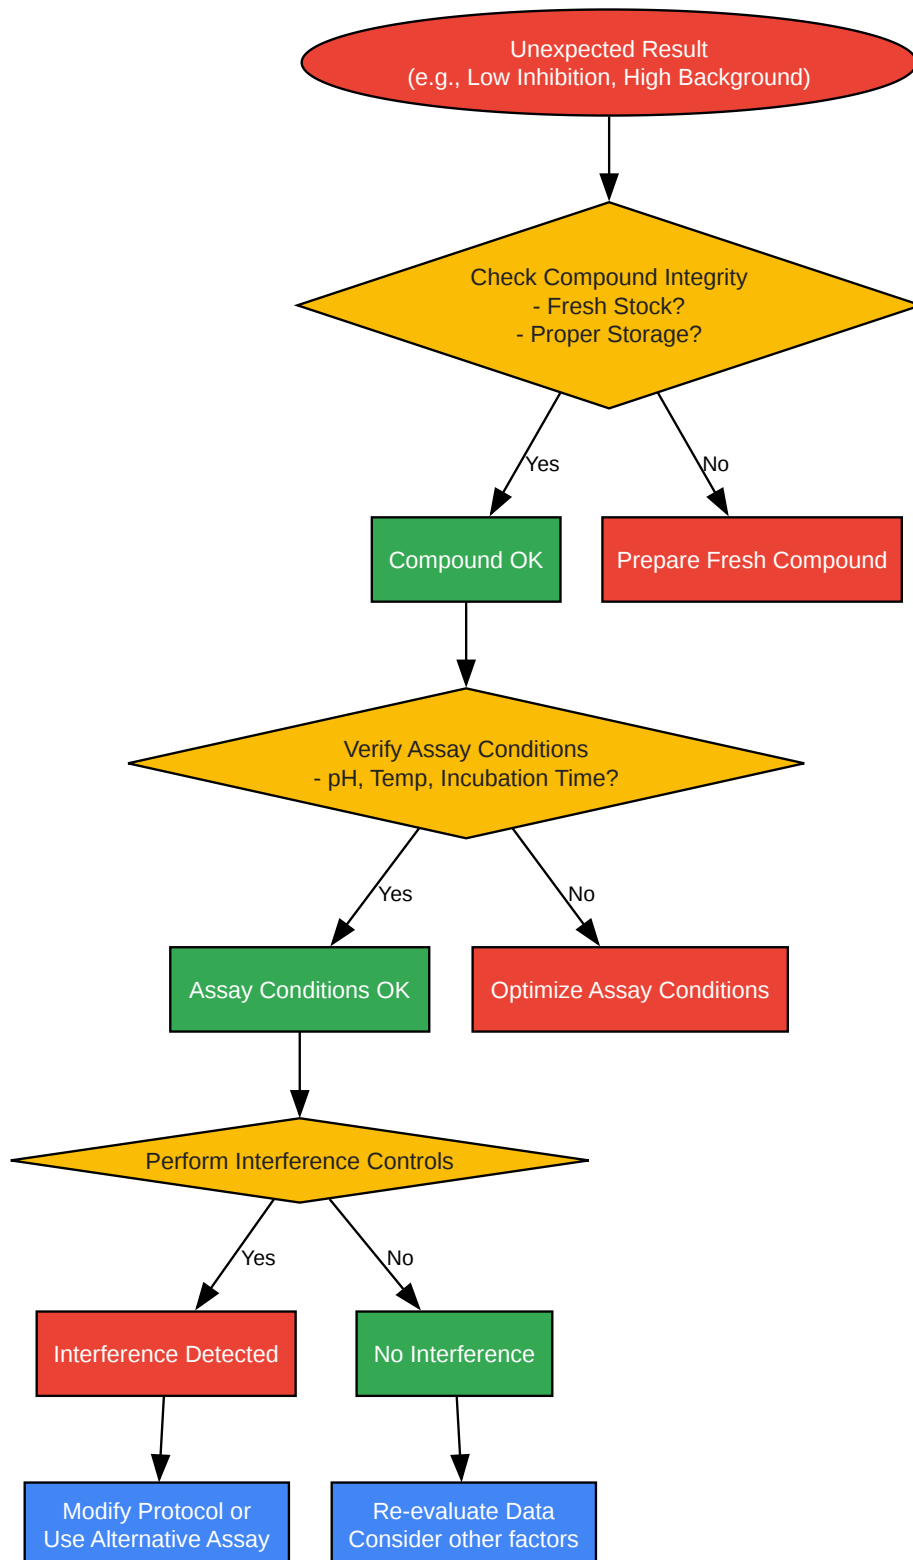 Unexpected Result
(e.g., Low Inhibition, High Background)
Check Compound Integrity
- Fresh Stock?
- Proper Storage?
Yes
No
Compound OK
Prepare Fresh Compound
Verify Assay Conditions
- pH, Temp, Incubation Time?
Yes
No
Assay Conditions OK
Optimize Assay Conditions
Perform Interference Controls
Yes
No
Interference Detected
No Interference
Modify Protocol or
Use Alternative Assay
Re-evaluate Data
Consider other factors